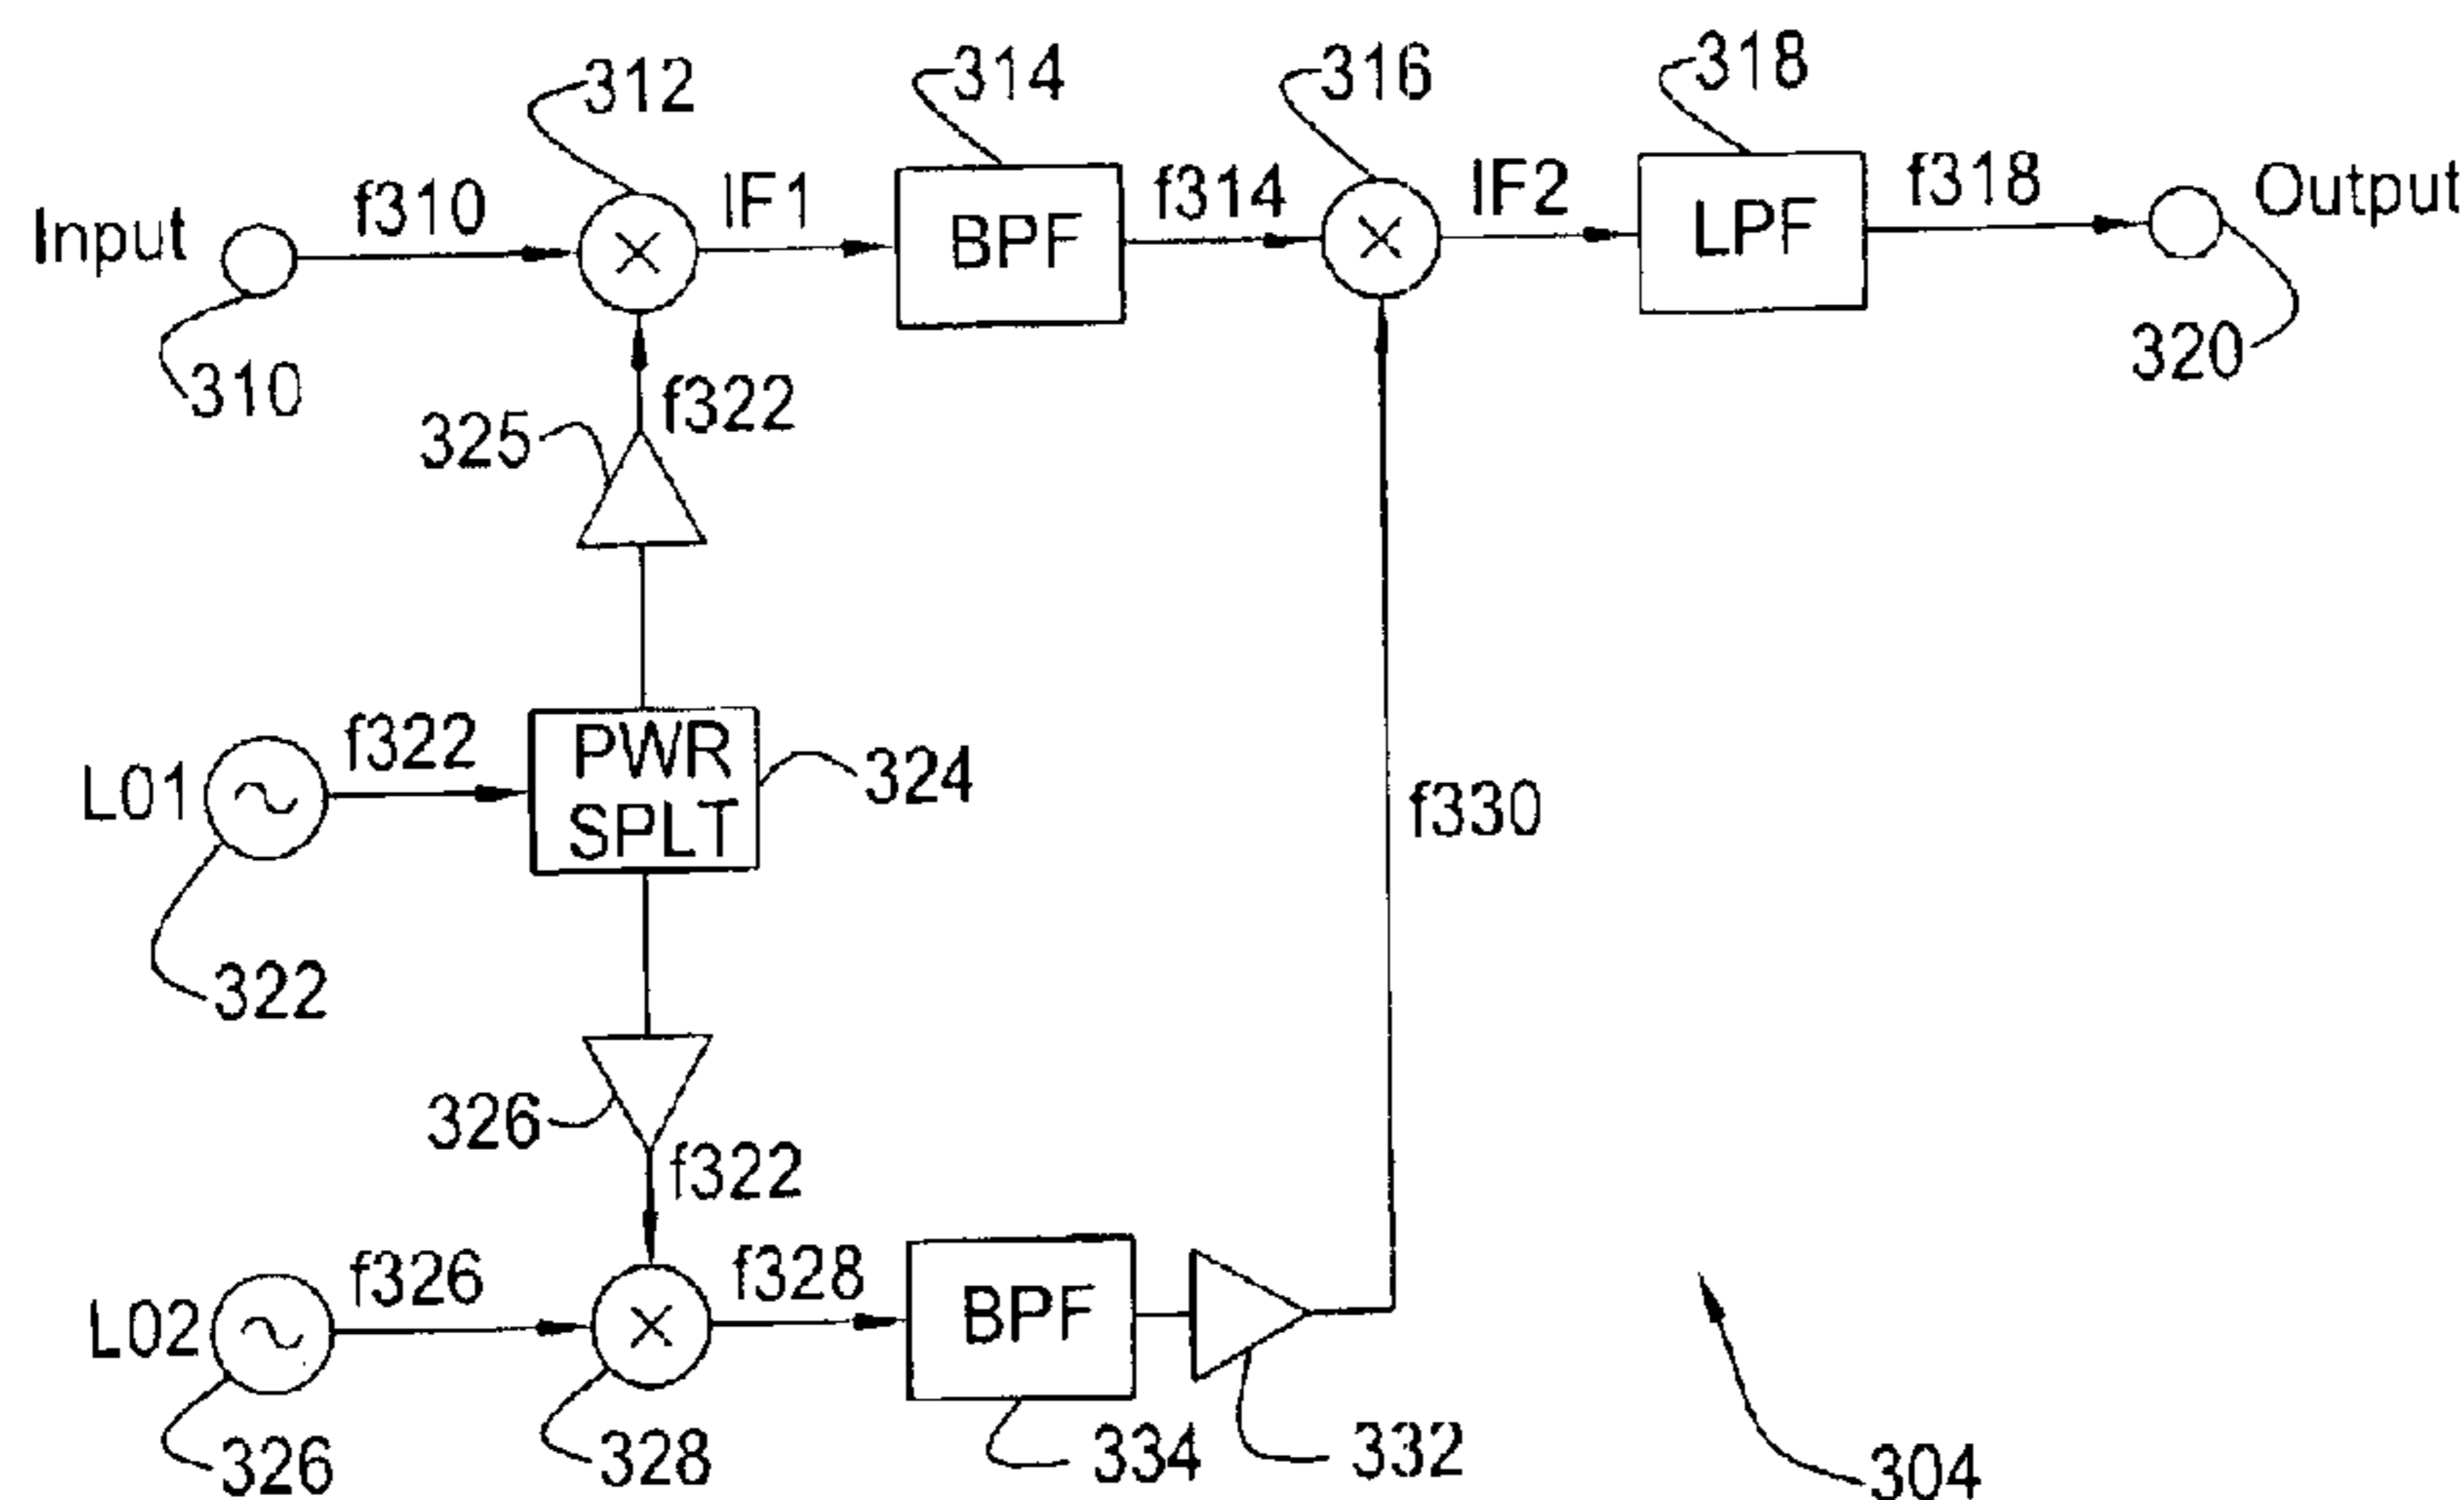 312
314
316
318
Input
f310
IF1
BPF
f314
IF2
LPF
f318
Output
310
320
325
f322
LO1
f322
PWR
SPLT
324
f330
322
326
f322
LO2
f326
f328
BPF
326
328
334
332
304